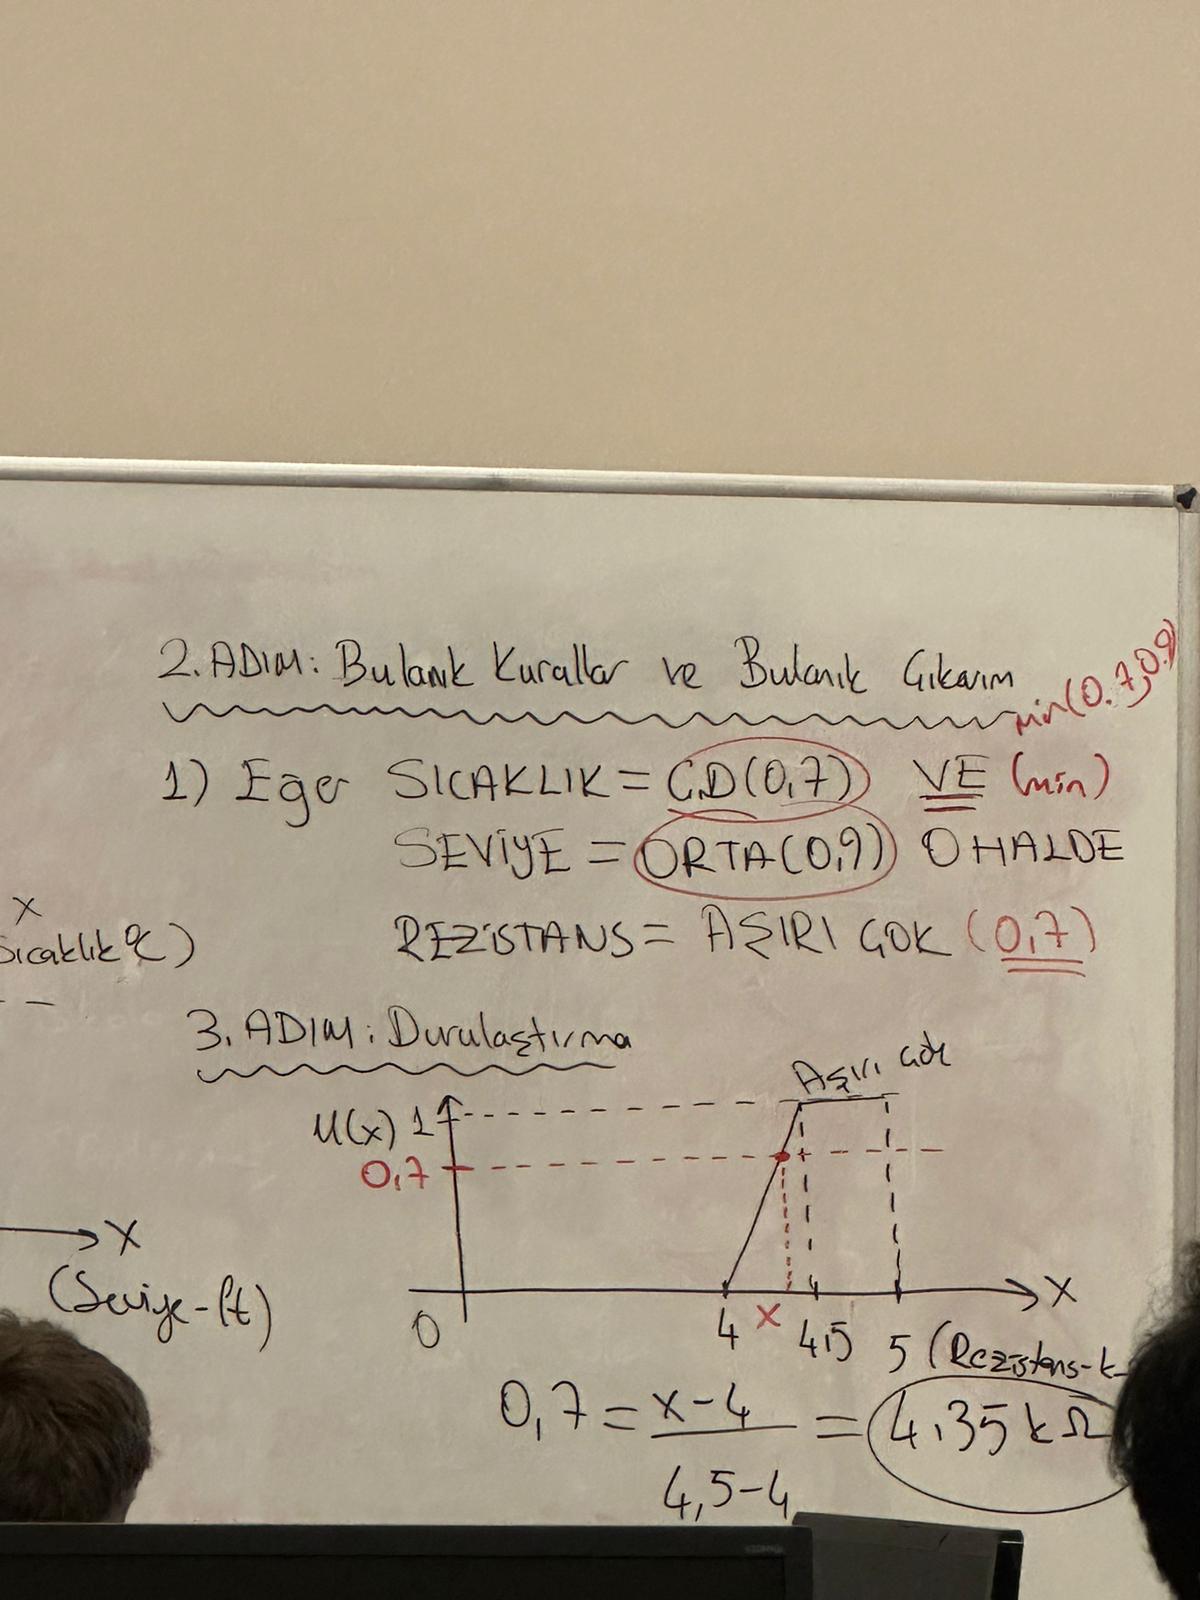 2. ADIM: Bulanık Kurallar ve Bulanık Çıkarım
min(0.7,0.9)
1) Eğer SICAKLIK = ÇD(0,7) VE (min)
SEVİYE = ORTA(0,9) O HALDE
REZİSTANS = AŞIRI ÇOK (0,7)
x
Sıcaklık °C)
3. ADIM: Durulaştırma
Aşırı çok
M(x) 1
0,7
X
(Seviye-ft)
0 4 x 4,5 5 X
(Rezistans-k
0,7 = x-4 / 4,5-4 = 4.35 kΩ